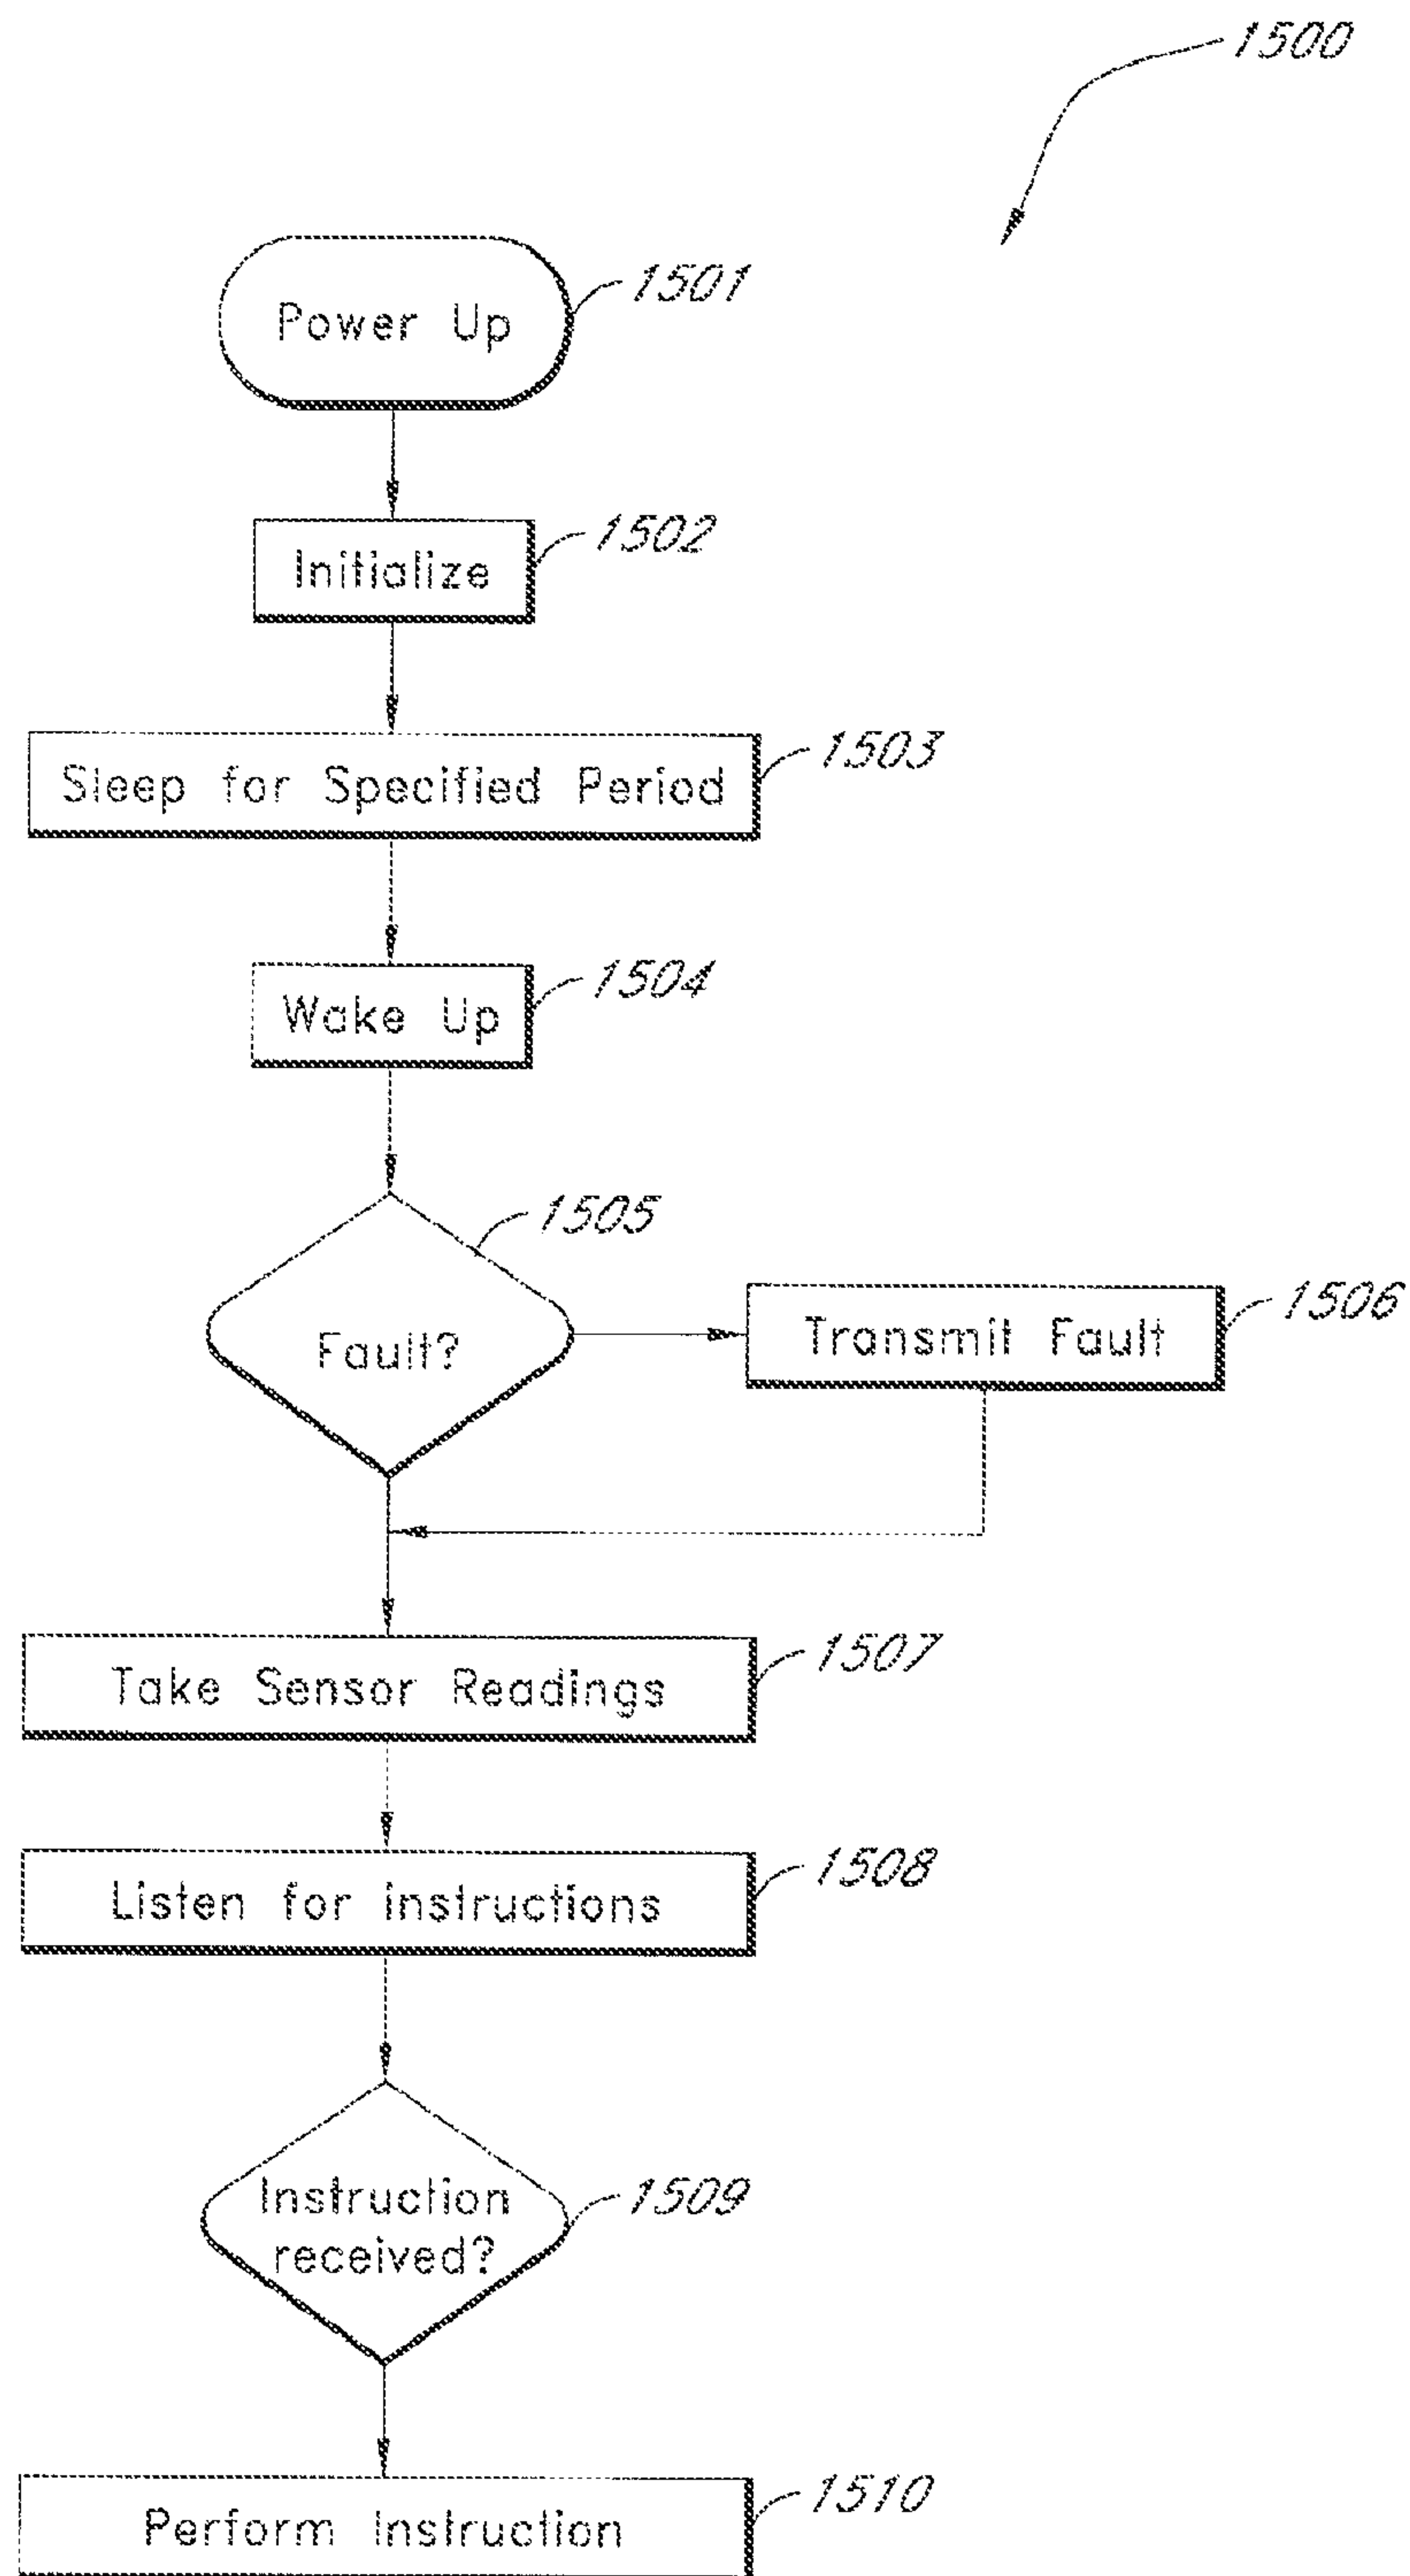 1500
Power Up
1501
Initialize
1502
Sleep for Specified Period
1503
Wake Up
1504
1505
Fault?
Transmit Fault
1506
Take Sensor Readings
1507
Listen for instructions
1508
Instruction
received?
1509
Perform Instruction
1510